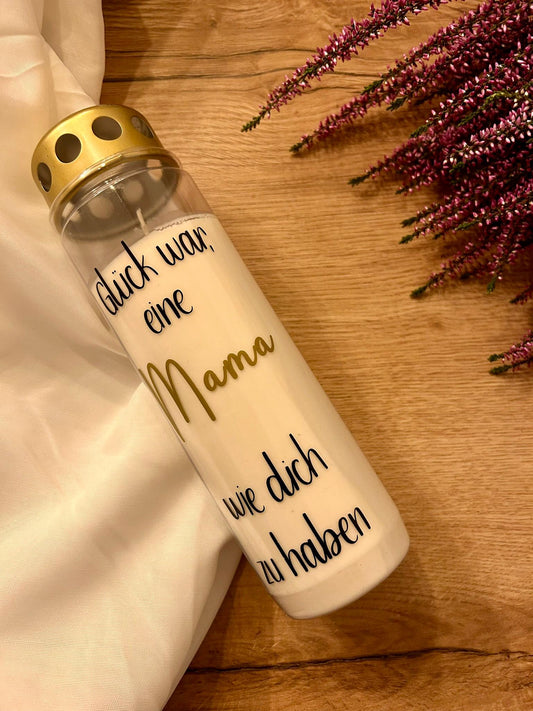 Glück war,
eine
Mama
wie dich
zu haben